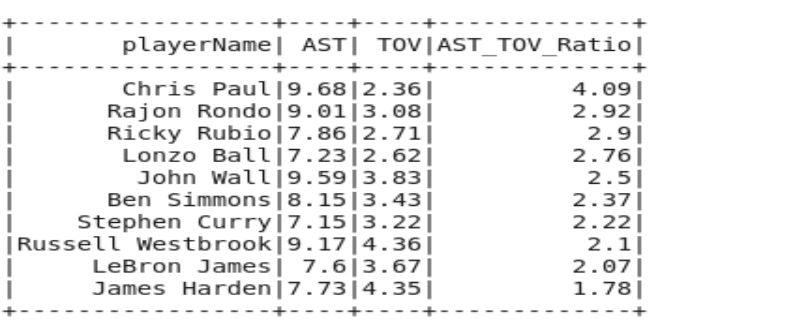 +-----------------+----+----+-------------+
|       playerName| AST| TOV|AST_TOV_Ratio|
+-----------------+----+----+-------------+
|       Chris Paul|9.68|2.36|         4.09|
|      Rajon Rondo|9.01|3.08|         2.92|
|      Ricky Rubio|7.86|2.71|          2.9|
|       Lonzo Ball|7.23|2.62|         2.76|
|        John Wall|9.59|3.83|          2.5|
|      Ben Simmons|8.15|3.43|         2.37|
|    Stephen Curry|7.15|3.22|         2.22|
|Russell Westbrook|9.17|4.36|          2.1|
|     LeBron James| 7.6|3.67|         2.07|
|     James Harden|7.73|4.35|         1.78|
+-----------------+----+----+-------------+